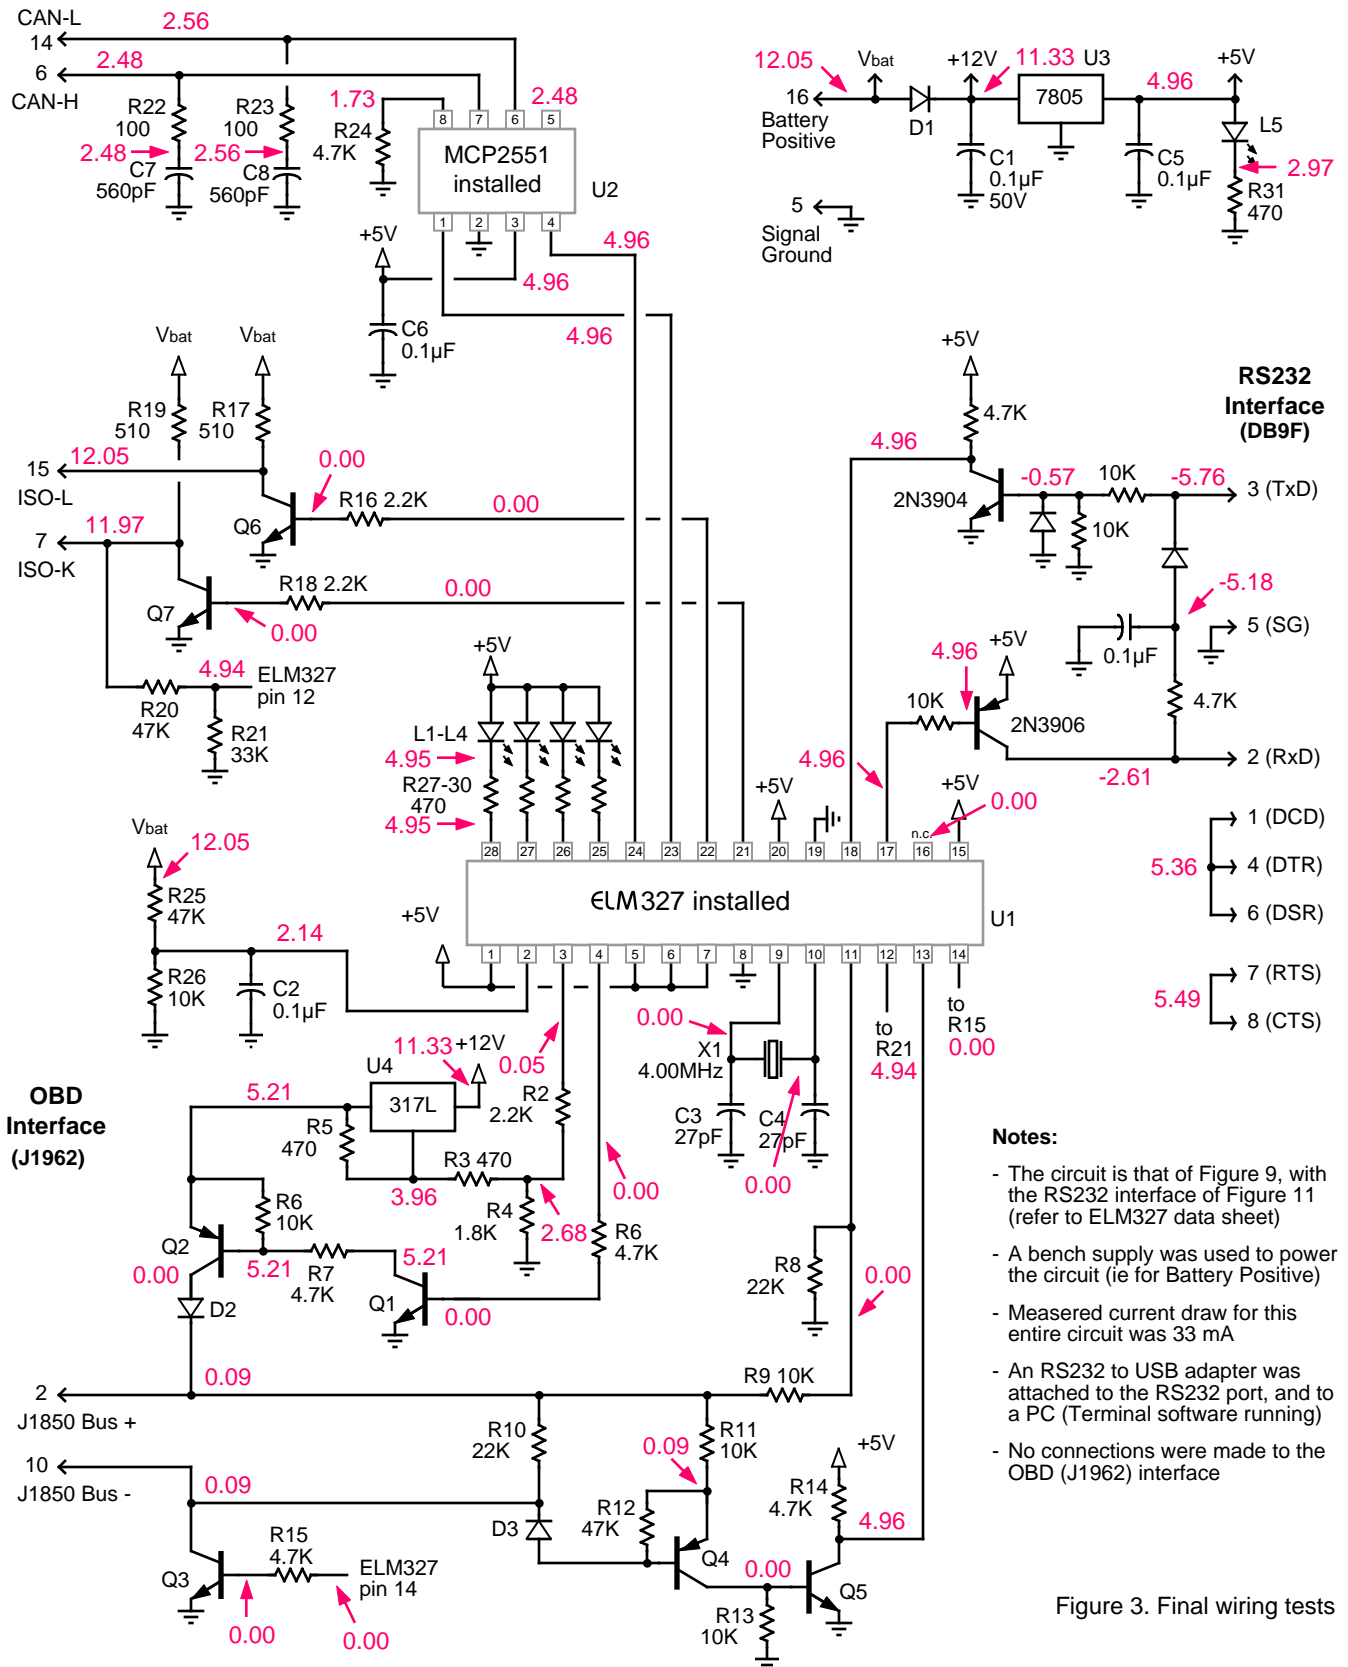 CAN-L
14
2.56
6
2.48
CAN-H
R22
100
R23
100
2.48
2.56
C7
560pF
C8
560pF
1.73
R24
4.7K
8
7
6
5
2.48
MCP2551
installed
U2
1
2
3
4
+5V
4.96
4.96
C6
0.1µF
4.96
12.05
Vbat
+12V
11.33
U3
7805
4.96
+5V
16
Battery
Positive
D1
C1
0.1µF
50V
C5
0.1µF
L5
2.97
R31
470
5
Signal
Ground
Vbat
Vbat
R19
510
R17
510
15
12.05
ISO-L
0.00
R16 2.2K
0.00
Q6
7
11.97
ISO-K
R18 2.2K
0.00
Q7
0.00
4.94
ELM327
pin 12
R20
47K
R21
33K
+5V
4.7K
4.96
RS232
Interface
(DB9F)
2N3904
-0.57
10K
-5.76
3 (TxD)
10K
-5.18
5 (SG)
0.1µF
4.96
+5V
10K
2N3906
4.7K
-2.61
2 (RxD)
4.96
+5V
L1-L4
4.95
R27-30
470
4.95
+5V
+5V
0.00
n.c.
1 (DCD)
5.36
4 (DTR)
6 (DSR)
7 (RTS)
5.49
8 (CTS)
28
27
26
25
24
23
22
21
20
19
18
17
16
15
ELM327 installed
U1
1
2
3
4
5
6
7
8
9
10
11
12
13
14
+5V
Vbat
12.05
R25
47K
2.14
R26
10K
C2
0.1µF
to
R21
4.94
to
R15
0.00
0.00
X1
4.00MHz
C3
27pF
C4
27pF
0.00
OBD
Interface
(J1962)
11.33
+12V
U4
317L
5.21
0.05
R2
2.2K
R5
470
R3 470
3.96
R4
1.8K
2.68
0.00
R6
4.7K
R6
10K
Q2
0.00
5.21
R7
4.7K
5.21
Q1
0.00
D2
R8
22K
0.00
2
0.09
J1850 Bus +
R9 10K
10
J1850 Bus -
0.09
R10
22K
R11
10K
0.09
+5V
R14
4.7K
4.96
D3
R12
47K
Q4
0.00
Q5
R13
10K
Q3
R15
4.7K
ELM327
pin 14
0.00
0.00
Notes:
- The circuit is that of Figure 9, with
the RS232 interface of Figure 11
(refer to ELM327 data sheet)
- A bench supply was used to power
the circuit (ie for Battery Positive)
- Measered current draw for this
entire circuit was 33 mA
- An RS232 to USB adapter was
attached to the RS232 port, and to
a PC (Terminal software running)
- No connections were made to the
OBD (J1962) interface
Figure 3. Final wiring tests